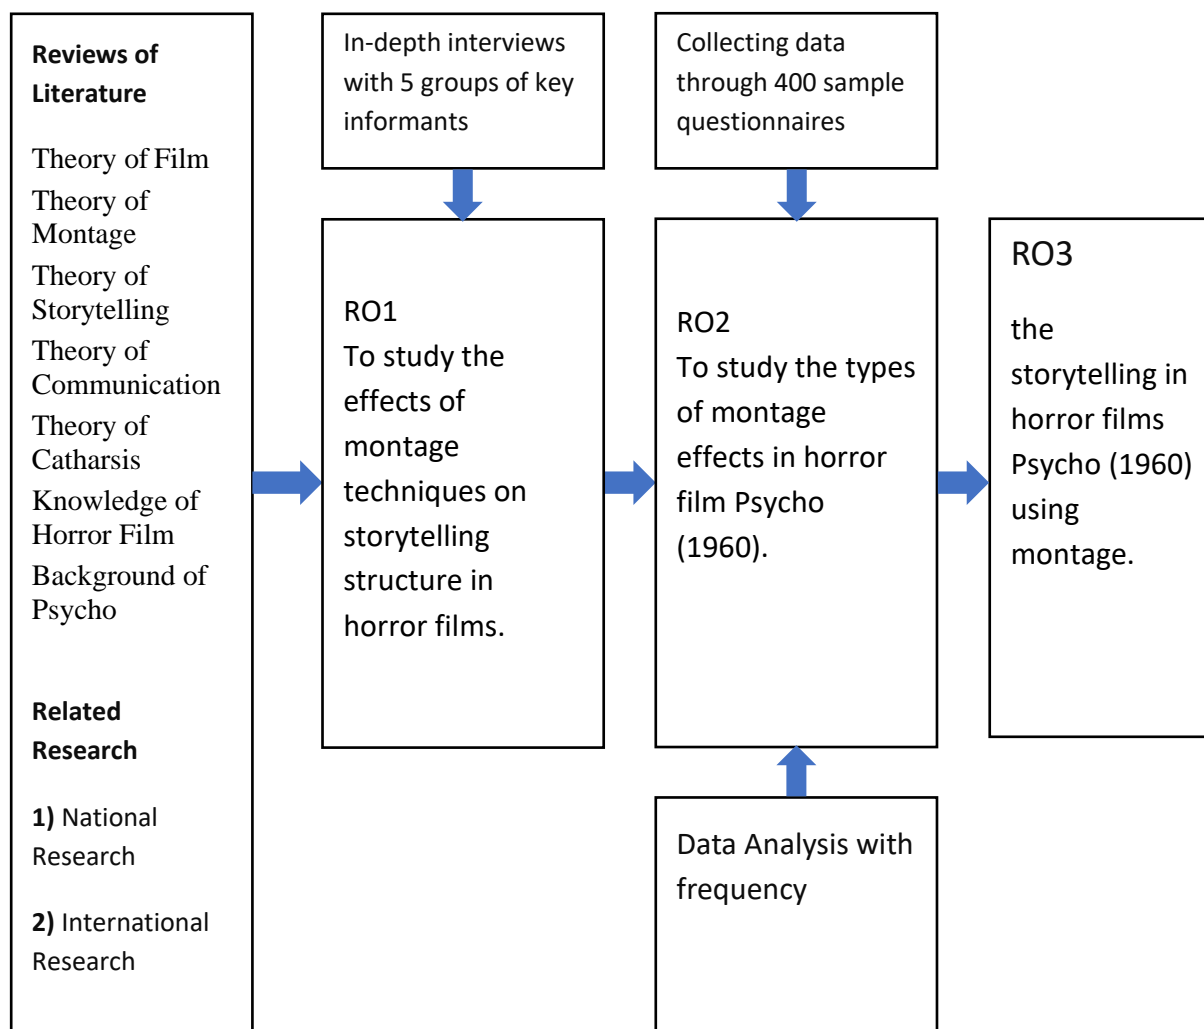 Reviews of
Literature
Theory of Film
Theory of
Montage
Theory of
Storytelling
Theory of
Communication
Theory of
Catharsis
Knowledge of
Horror Film
Background of
Psycho
Related
Research
1) National
Research
2) International
Research
In-depth interviews
with 5 groups of key
informants
RO1
To study the
effects of
montage
techniques on
storytelling
structure in
horror films.
Collecting data
through 400 sample
questionnaires
RO2
To study the types
of montage
effects in horror
film Psycho
(1960).
Data Analysis with
frequency
RO3
the
storytelling in
horror films
Psycho (1960)
using
montage.